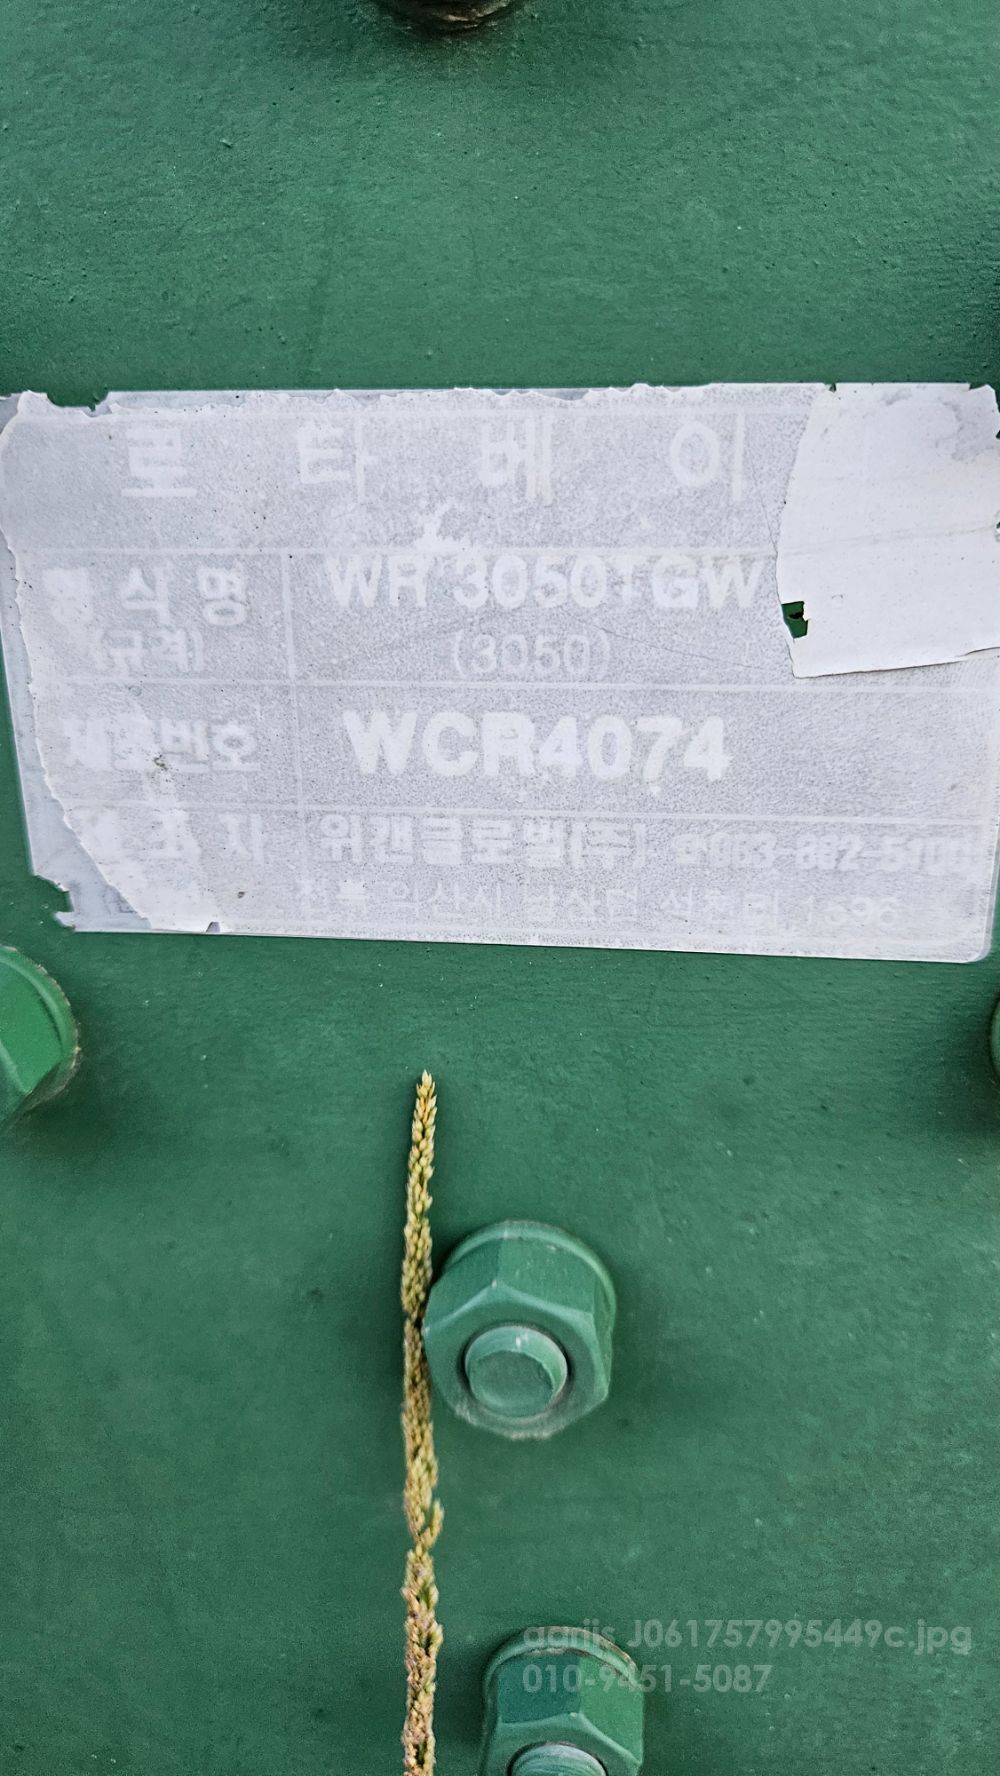 로 타 베 이
형 식 명 WR 3050TGW
(규격) (3050)
제조번호 WCR4074
제 조 자 위캔글로벌(주) ☎063-862-5100
전북 익산시 낭산면 석천리
agriis J061757995449c.jpg
010-9451-5087